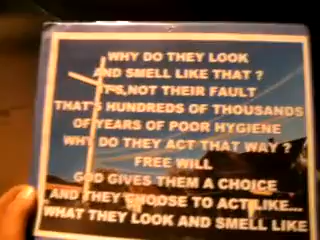 WHY DO THEY LOOK
AND SMELL LIKE THAT ?
IT'S,NOT THEIR FAULT
THAT'S HUNDREDS OF THOUSANDS
OF YEARS OF POOR HYGIENE
WHY DO THEY ACT THAT WAY ?
FREE WILL
GOD GIVES THEM A CHOICE
AND THEY CHOOSE TO ACT LIKE...
WHAT THEY LOOK AND SMELL LIKE